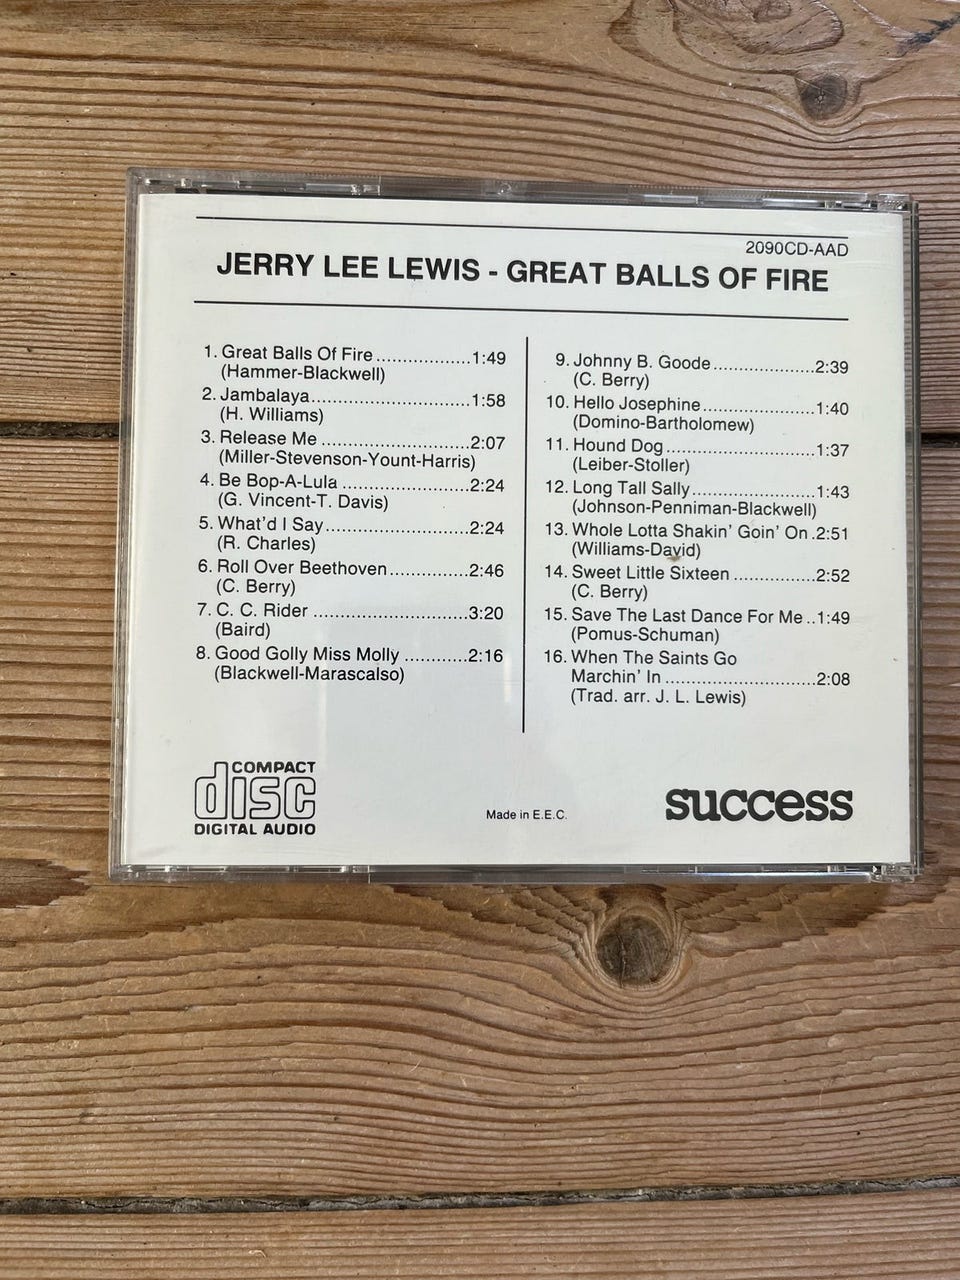 2090CD-AAD
JERRY LEE LEWIS - GREAT BALLS OF FIRE
1. Great Balls Of Fire ..................1:49
(Hammer-Blackwell)
2. Jambalaya..............................1:58
(H. Williams)
3. Release Me ............................2:07
(Miller-Stevenson-Yount-Harris)
4. Be Bop-A-Lula ........................2:24
(G. Vincent-T. Davis)
5. What'd I Say...........................2:24
(R. Charles)
6. Roll Over Beethoven...............2:46
(C. Berry)
7. C. C. Rider .............................3:20
(Baird)
8. Good Golly Miss Molly ............2:16
(Blackwell-Marascalso)
9. Johnny B. Goode....................2:39
(C. Berry)
10. Hello Josephine.....................1:40
(Domino-Bartholomew)
11. Hound Dog............................1:37
(Leiber-Stoller)
12. Long Tall Sally.......................1:43
(Johnson-Penniman-Blackwell)
13. Whole Lotta Shakin' Goin' On .2:51
(Williams-David)
14. Sweet Little Sixteen ...............2:52
(C. Berry)
15. Save The Last Dance For Me ..1:49
(Pomus-Schuman)
16. When The Saints Go
Marchin' In ............................2:08
(Trad. arr. J. L. Lewis)
COMPACT
disc
DIGITAL AUDIO
Made in E.E.C.
success